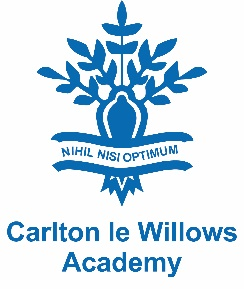 NIHIL NISI OPTIMUM
Carlton le Willows
Academy